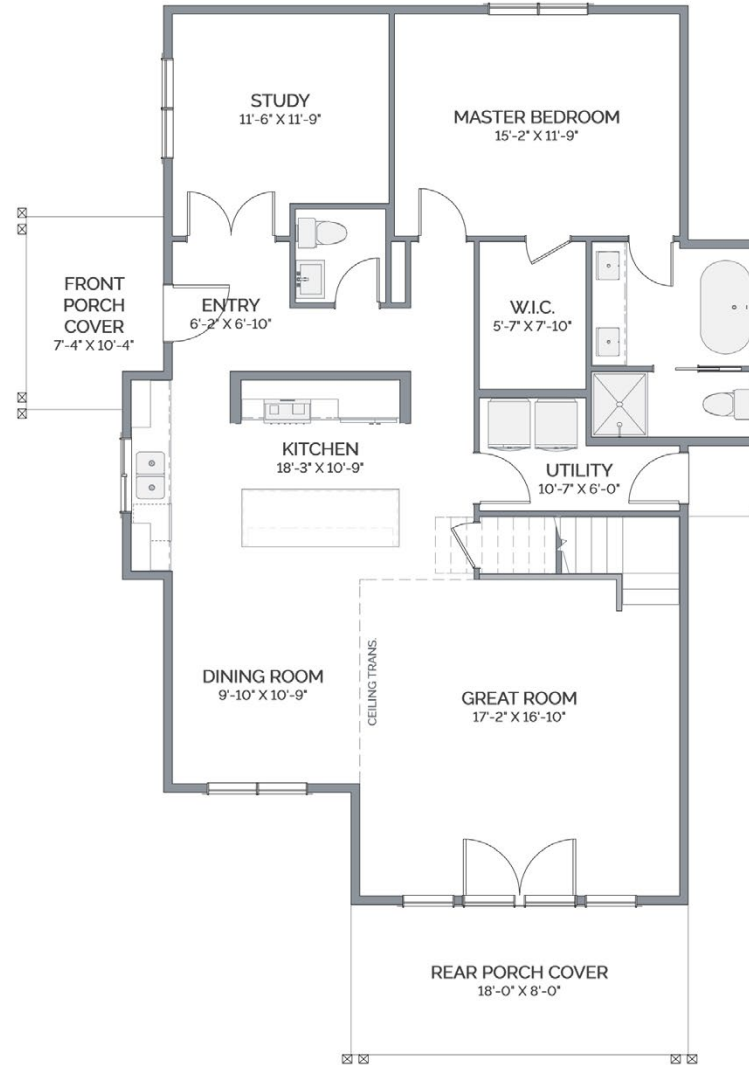 STUDY
11'-6" X 11'-9"
MASTER BEDROOM
15'-2" X 11'-9"
FRONT
PORCH
COVER
7'-4" X 10'-4"
ENTRY
6'-2" X 6'-10"
W.I.C.
5'-7" X 7'-10"
KITCHEN
18'-3" X 10'-9"
UTILITY
10'-7" X 6'-0"
DINING ROOM
9'-10" X 10'-9"
CEILING TRANS.
GREAT ROOM
17'-2" X 16'-10"
REAR PORCH COVER
18'-0" X 8'-0"